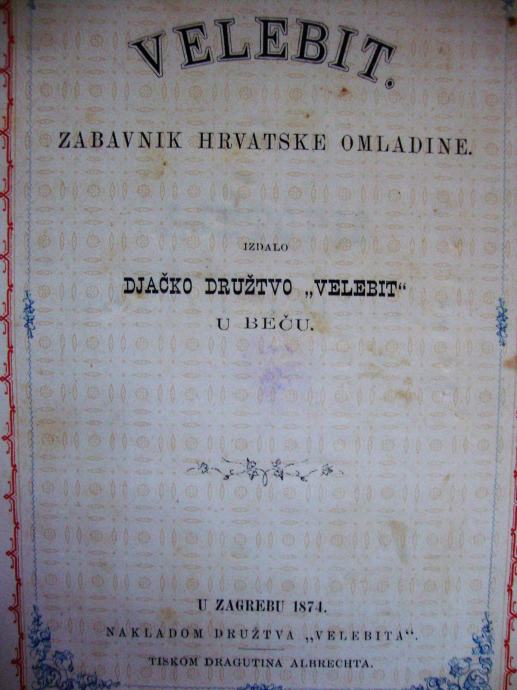 VELEBIT.
ZABAVNIK HRVATSKE OMLADINE.
IZDALO
DJAČKO DRUŽTVO „VELEBIT“
U BEČU.
U ZAGREBU 1874.
NAKLADOM DRUŽTVA „VELEBITA“.
TISKOM DRAGUTINA ALBRECHTA.